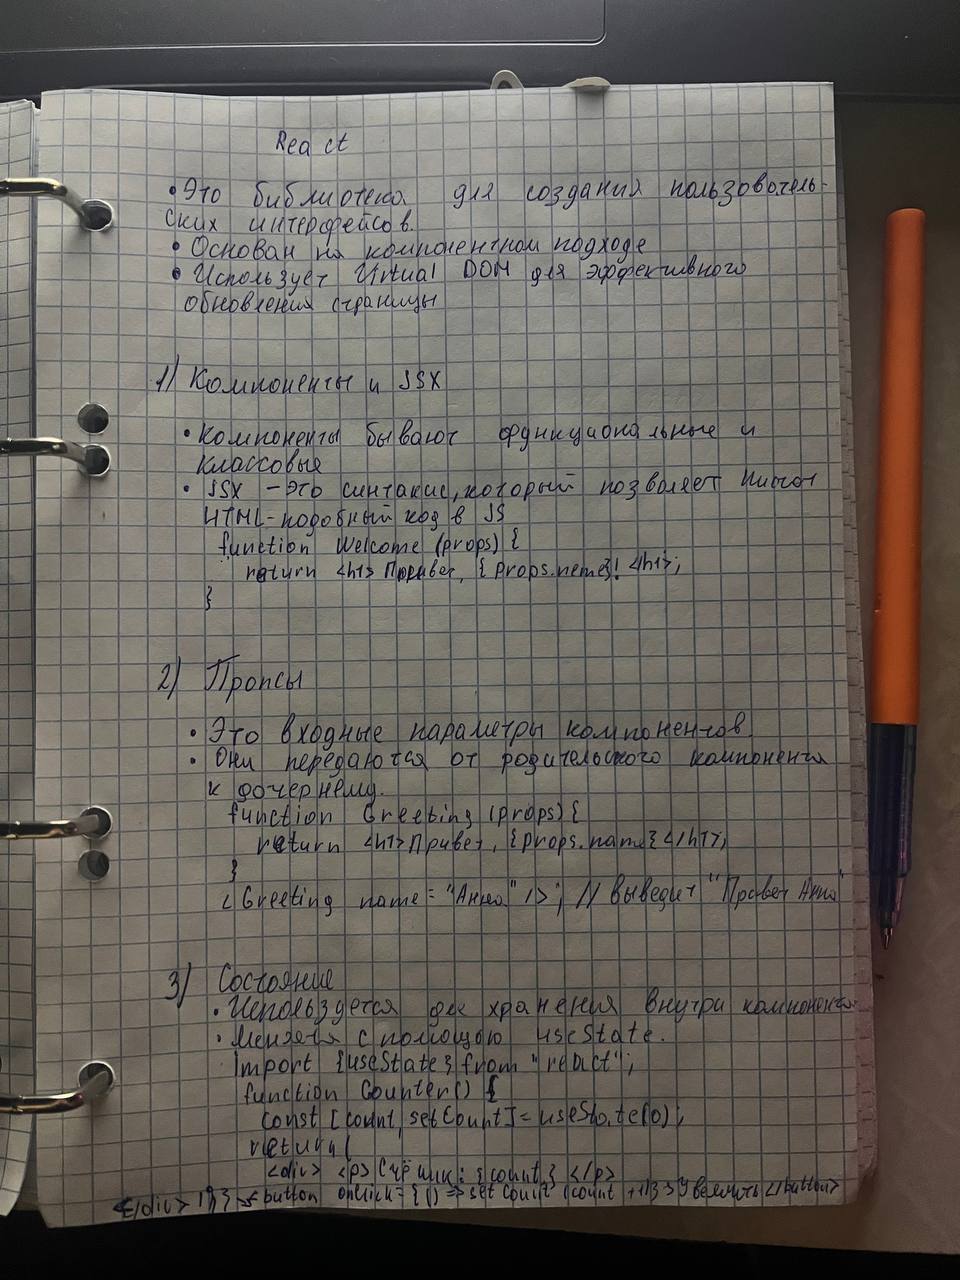 React
• Это библиотека для создания пользователь-
ских интерфейсов.
• Основан на компонентном подходе
• Использует Virtual DOM для эффективного
обновления страницы
1) Компоненты и JSX
• Компоненты бывают функциональные и
классовые
• JSX - это синтаксис, который позволяет писать
HTML-подобный код в JS
function Welcome (props) {
return <h1> Привет, {props.neme}! </h1>;
}
2) Пропсы
• Это входные параметры компонентов.
• Они передаются от родительского компонента
к дочернему.
function Greeting (props) {
return <h1>Привет, {props.name}</h1>;
}
<Greeting name="Анна" />; // выведет "Привет Анна"
3) Состояние
• Используется для хранения внутри компонента
• Меняется с помощью useState.
import {useState} from "react";
function Counter() {
const [count, setCount] = useState(0);
return (
<div> <p> Счётчик: {count} </p>
</div> )}} <button onClick={() => setCount (count +1)}> Увеличить </button>